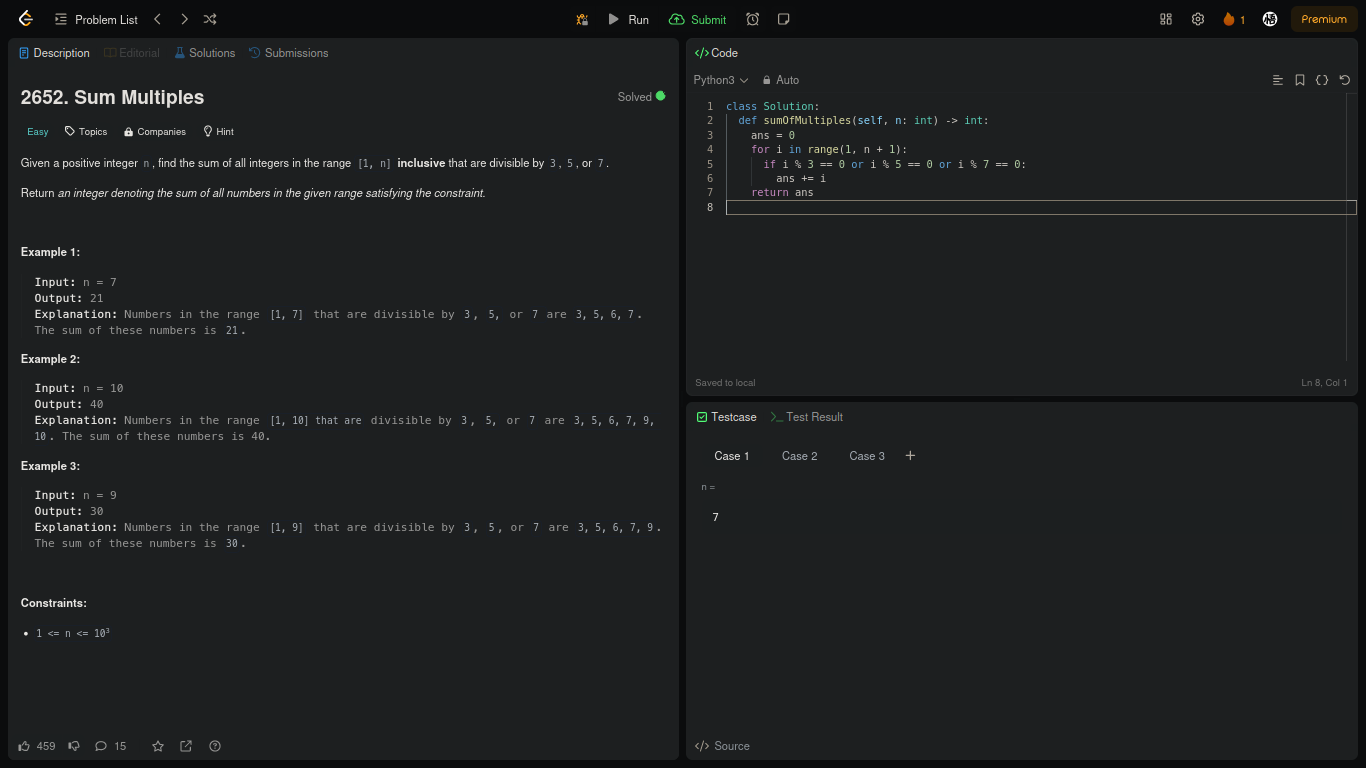 Problem List
Run
Submit
1
Premium
Description
Editorial
Solutions
Submissions
2652. Sum Multiples
Solved
Easy
Topics
Companies
Hint
Given a positive integer n, find the sum of all integers in the range [1, n] inclusive that are divisible by 3, 5, or 7.
Return an integer denoting the sum of all numbers in the given range satisfying the constraint.
Example 1:
Input: n = 7
Output: 21
Explanation: Numbers in the range [1, 7] that are divisible by 3, 5, or 7 are 3, 5, 6, 7.
The sum of these numbers is 21.
Example 2:
Input: n = 10
Output: 40
Explanation: Numbers in the range [1, 10] that are divisible by 3, 5, or 7 are 3, 5, 6, 7, 9,
10. The sum of these numbers is 40.
Example 3:
Input: n = 9
Output: 30
Explanation: Numbers in the range [1, 9] that are divisible by 3, 5, or 7 are 3, 5, 6, 7, 9.
The sum of these numbers is 30.
Constraints:
• 1 <= n <= 10³
459
15
</> Code
Python3
Auto
1 class Solution:
2 def sumOfMultiples(self, n: int) -> int:
3 ans = 0
4 for i in range(1, n + 1):
5 if i % 3 == 0 or i % 5 == 0 or i % 7 == 0:
6 ans += i
7 return ans
8
Saved to local
Ln 8, Col 1
Testcase
>_ Test Result
Case 1
Case 2
Case 3
+
n =
7
</> Source